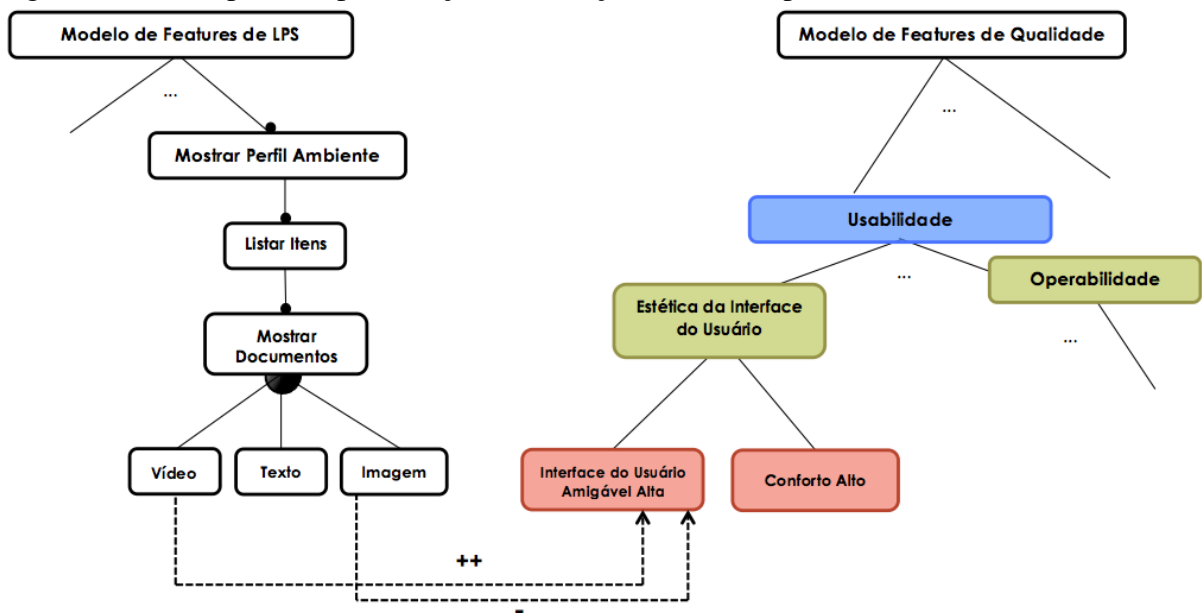 Modelo de Features de LPS
Modelo de Features de Qualidade
...
...
Mostrar Perfil Ambiente
Usabilidade
Listar Itens
...
Operabilidade
Estética da Interface
do Usuário
Mostrar
Documentos
...
Vídeo
Texto
Imagem
Interface do Usuário
Amigável Alta
Conforto Alto
++
-